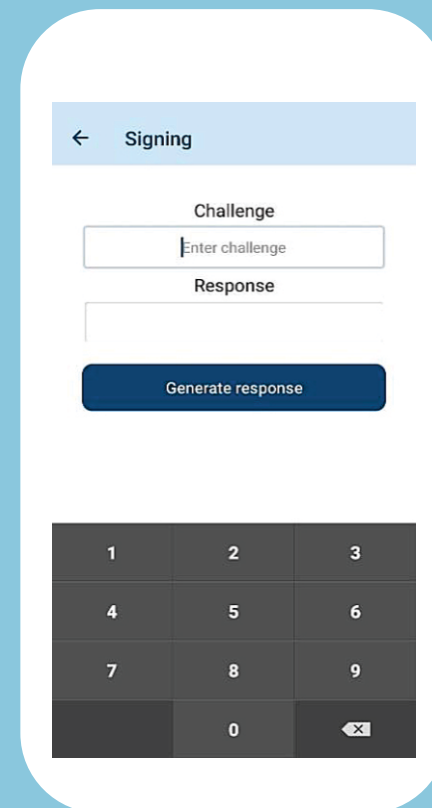 Signing
Challenge
Enter challenge
Response
Generate response
1 2 3
4 5 6
7 8 9
0